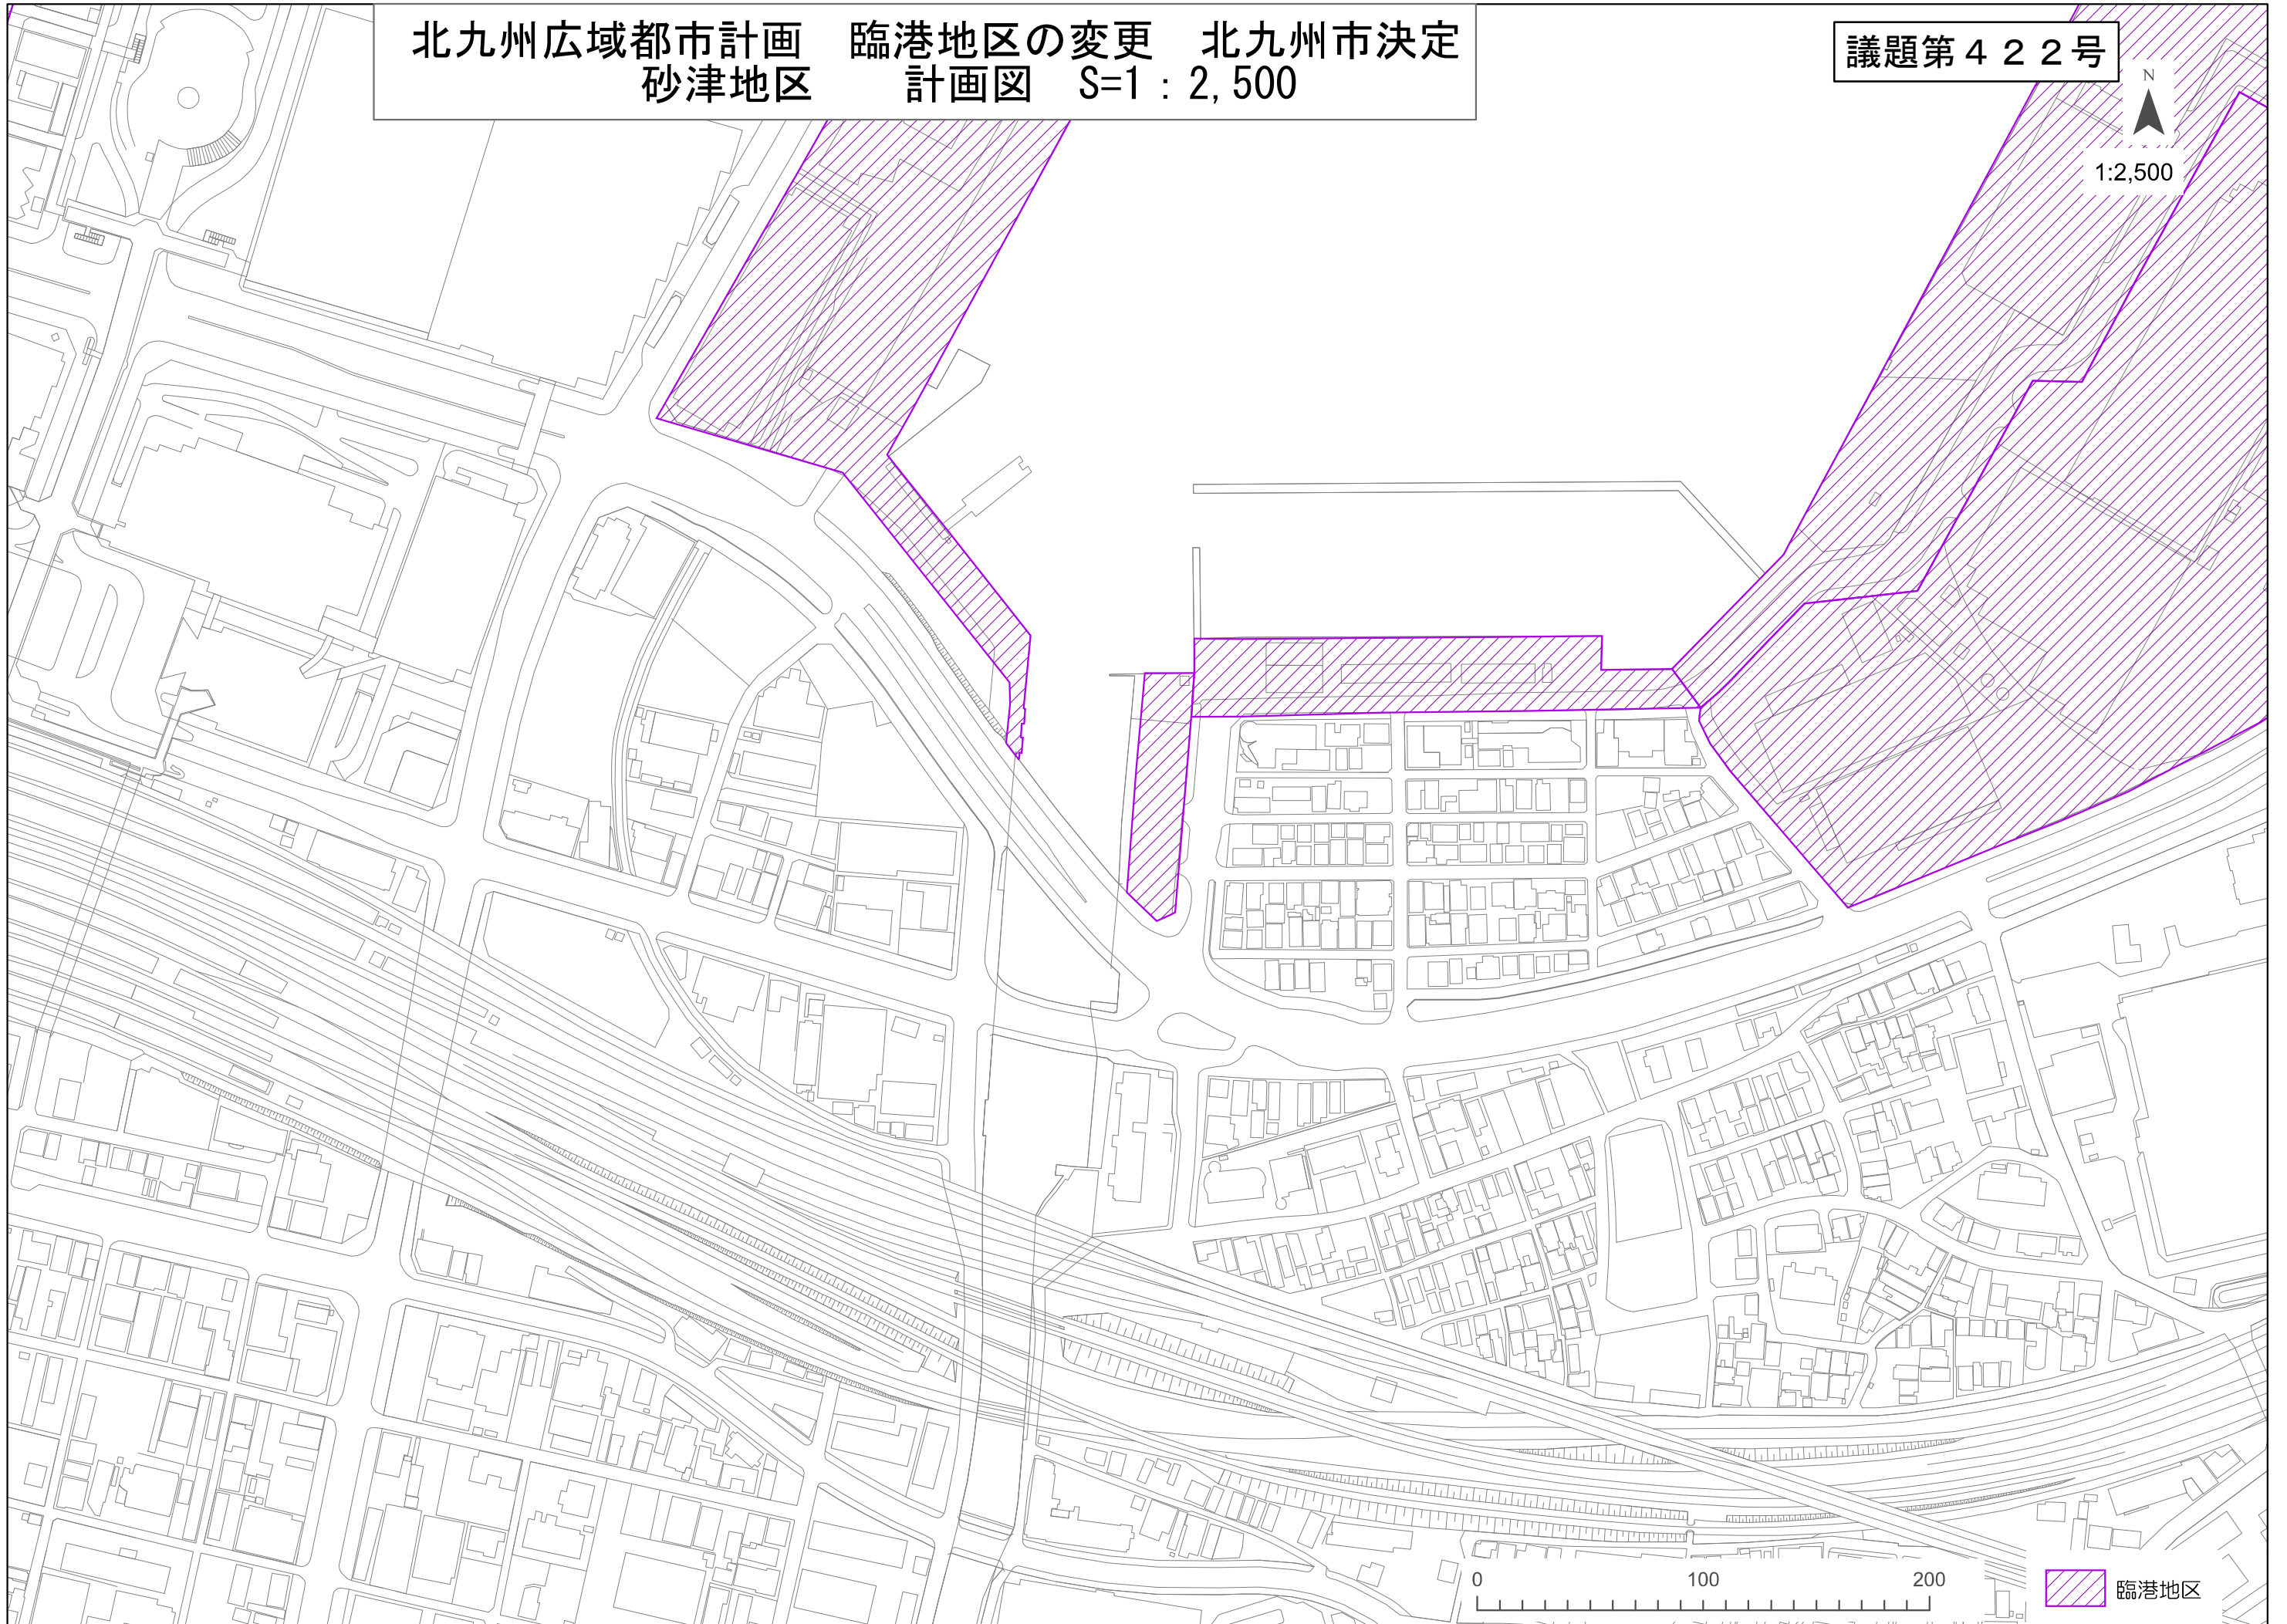 北九州広域都市計画　臨港地区の変更　北九州市決定
砂津地区　　計画図　S=1：2,500
議題第４２２号
N
1:2,500
0 100 200
臨港地区